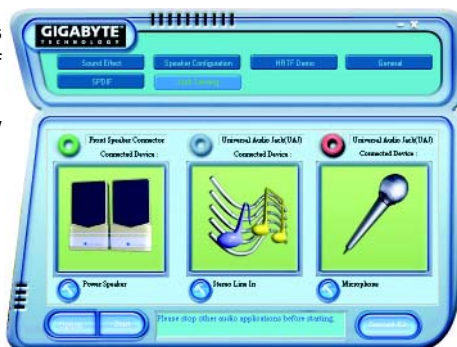 GIGABYTE™
TECHNOLOGY
Sound Effect
Speaker Configuration
HRTF Demo
General
SPDIF
Front Speaker Connector
Connected Device :
Universal Audio Jack(UAJ)
Connected Device :
Universal Audio Jack(UAJ)
Connected Device :
Power Speaker
Stereo Line In
Microphone
Start
Please stop other audio applications before starting.